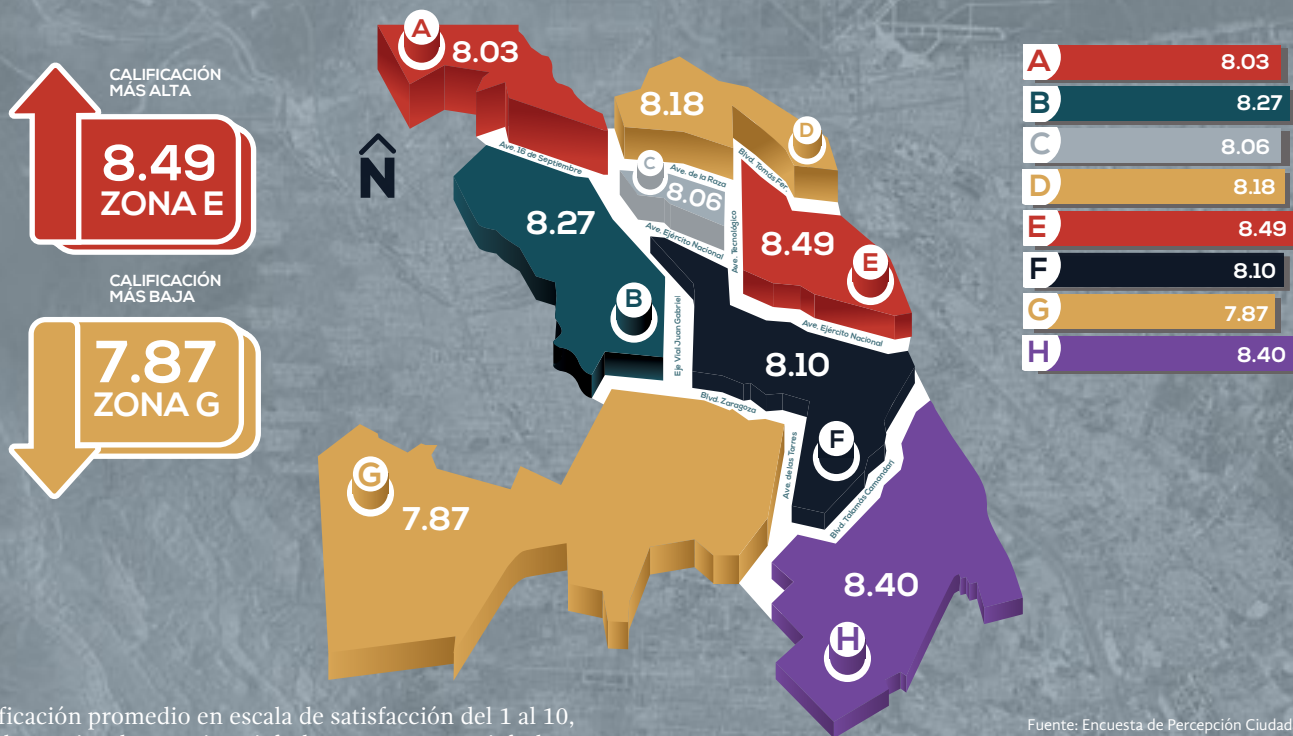 CALIFICACIÓN
MÁS ALTA
8.49
ZONA E
CALIFICACIÓN
MÁS BAJA
7.87
ZONA G
N
A
8.03
Ave. 16 de Septiembre
8.18
D
Blvd. Tomás Fer.
C
Ave. de la Raza
8.06
Ave. Ejército Nacional
Ave. Tecnológico
8.27
B
8.49
E
Ave. Ejército Nacional
Eje Vial Juan Gabriel
8.10
F
Blvd. Zaragoza
Ave. de las Torres
Blvd. Talamás Camandari
G
7.87
8.40
H
A 8.03
B 8.27
C 8.06
D 8.18
E 8.49
F 8.10
G 7.87
H 8.40
ficación promedio en escala de satisfacción del 1 al 10,
Fuente: Encuesta de Percepción Ciudad